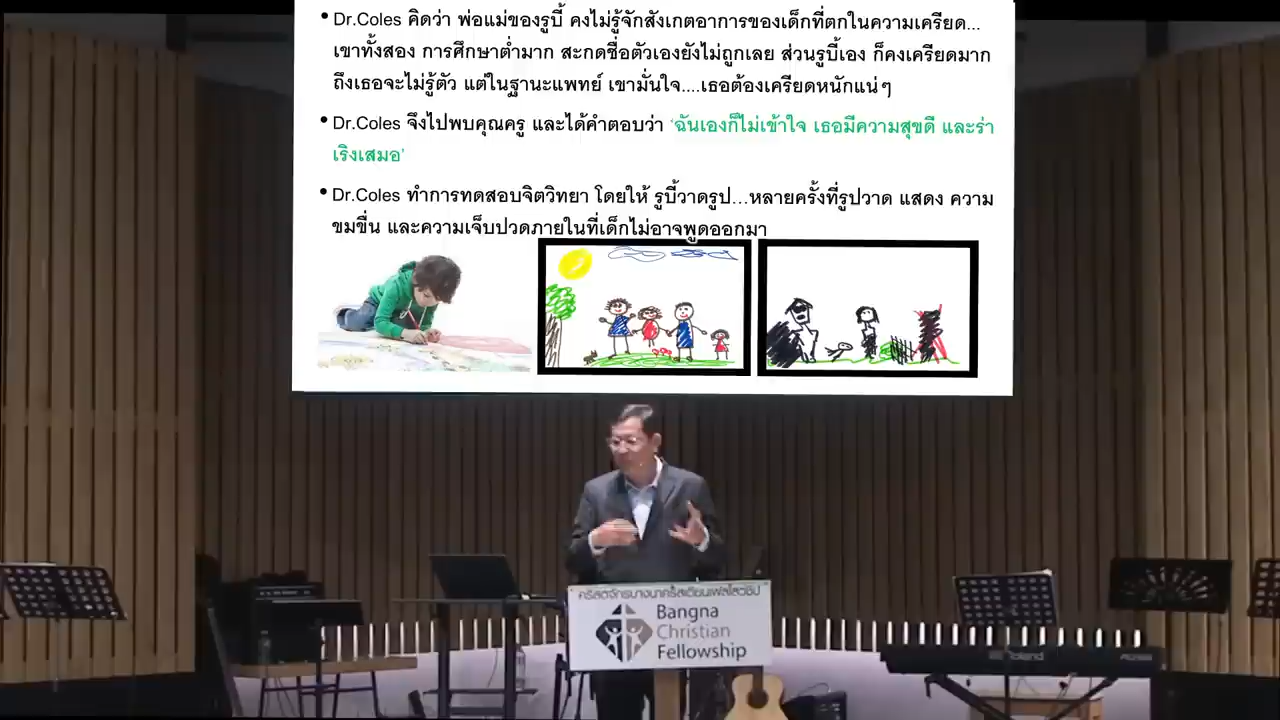 • Dr.Coles คิดว่า พ่อแม่ของรูบี้ คงไม่รู้จักสังเกตอาการของเด็กที่ตกในความเครียด...
เขาทั้งสอง การศึกษาต่ำมาก สะกดชื่อตัวเองยังไม่ถูกเลย ส่วนรูบี้เอง ก็คงเครียดมาก
ถึงเธอจะไม่รู้ตัว แต่ในฐานะแพทย์ เขามั่นใจ....เธอต้องเครียดหนักแน่ๆ
• Dr.Coles จึงไปพบคุณครู และได้คำตอบว่า 'ฉันเองก็ไม่เข้าใจ เธอมีความสุขดี และร่า
เริงเสมอ'
• Dr.Coles ทำการทดสอบจิตวิทยา โดยให้ รูบี้วาดรูป...หลายครั้งที่รูปวาด แสดง ความ
ขมขื่น และความเจ็บปวดภายในที่เด็กไม่อาจพูดออกมา
คริสตจักรบางนาคริสเตียนเฟลโลว์ชิป
Bangna
Christian
Fellowship
Roland